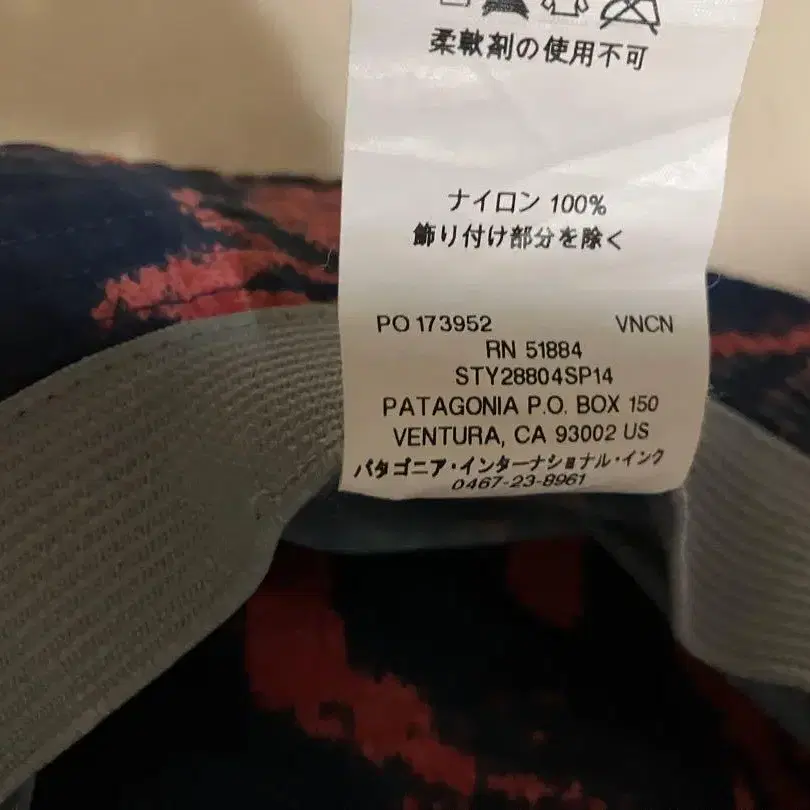 柔軟剤の使用不可
ナイロン 100%
飾り付け部分を除く
PO 173952 VNCN
RN 51884
STY28804SP14
PATAGONIA P.O. BOX 150
VENTURA, CA 93002 US
パタゴニア・インターナショナル・インク
0467-23-8961